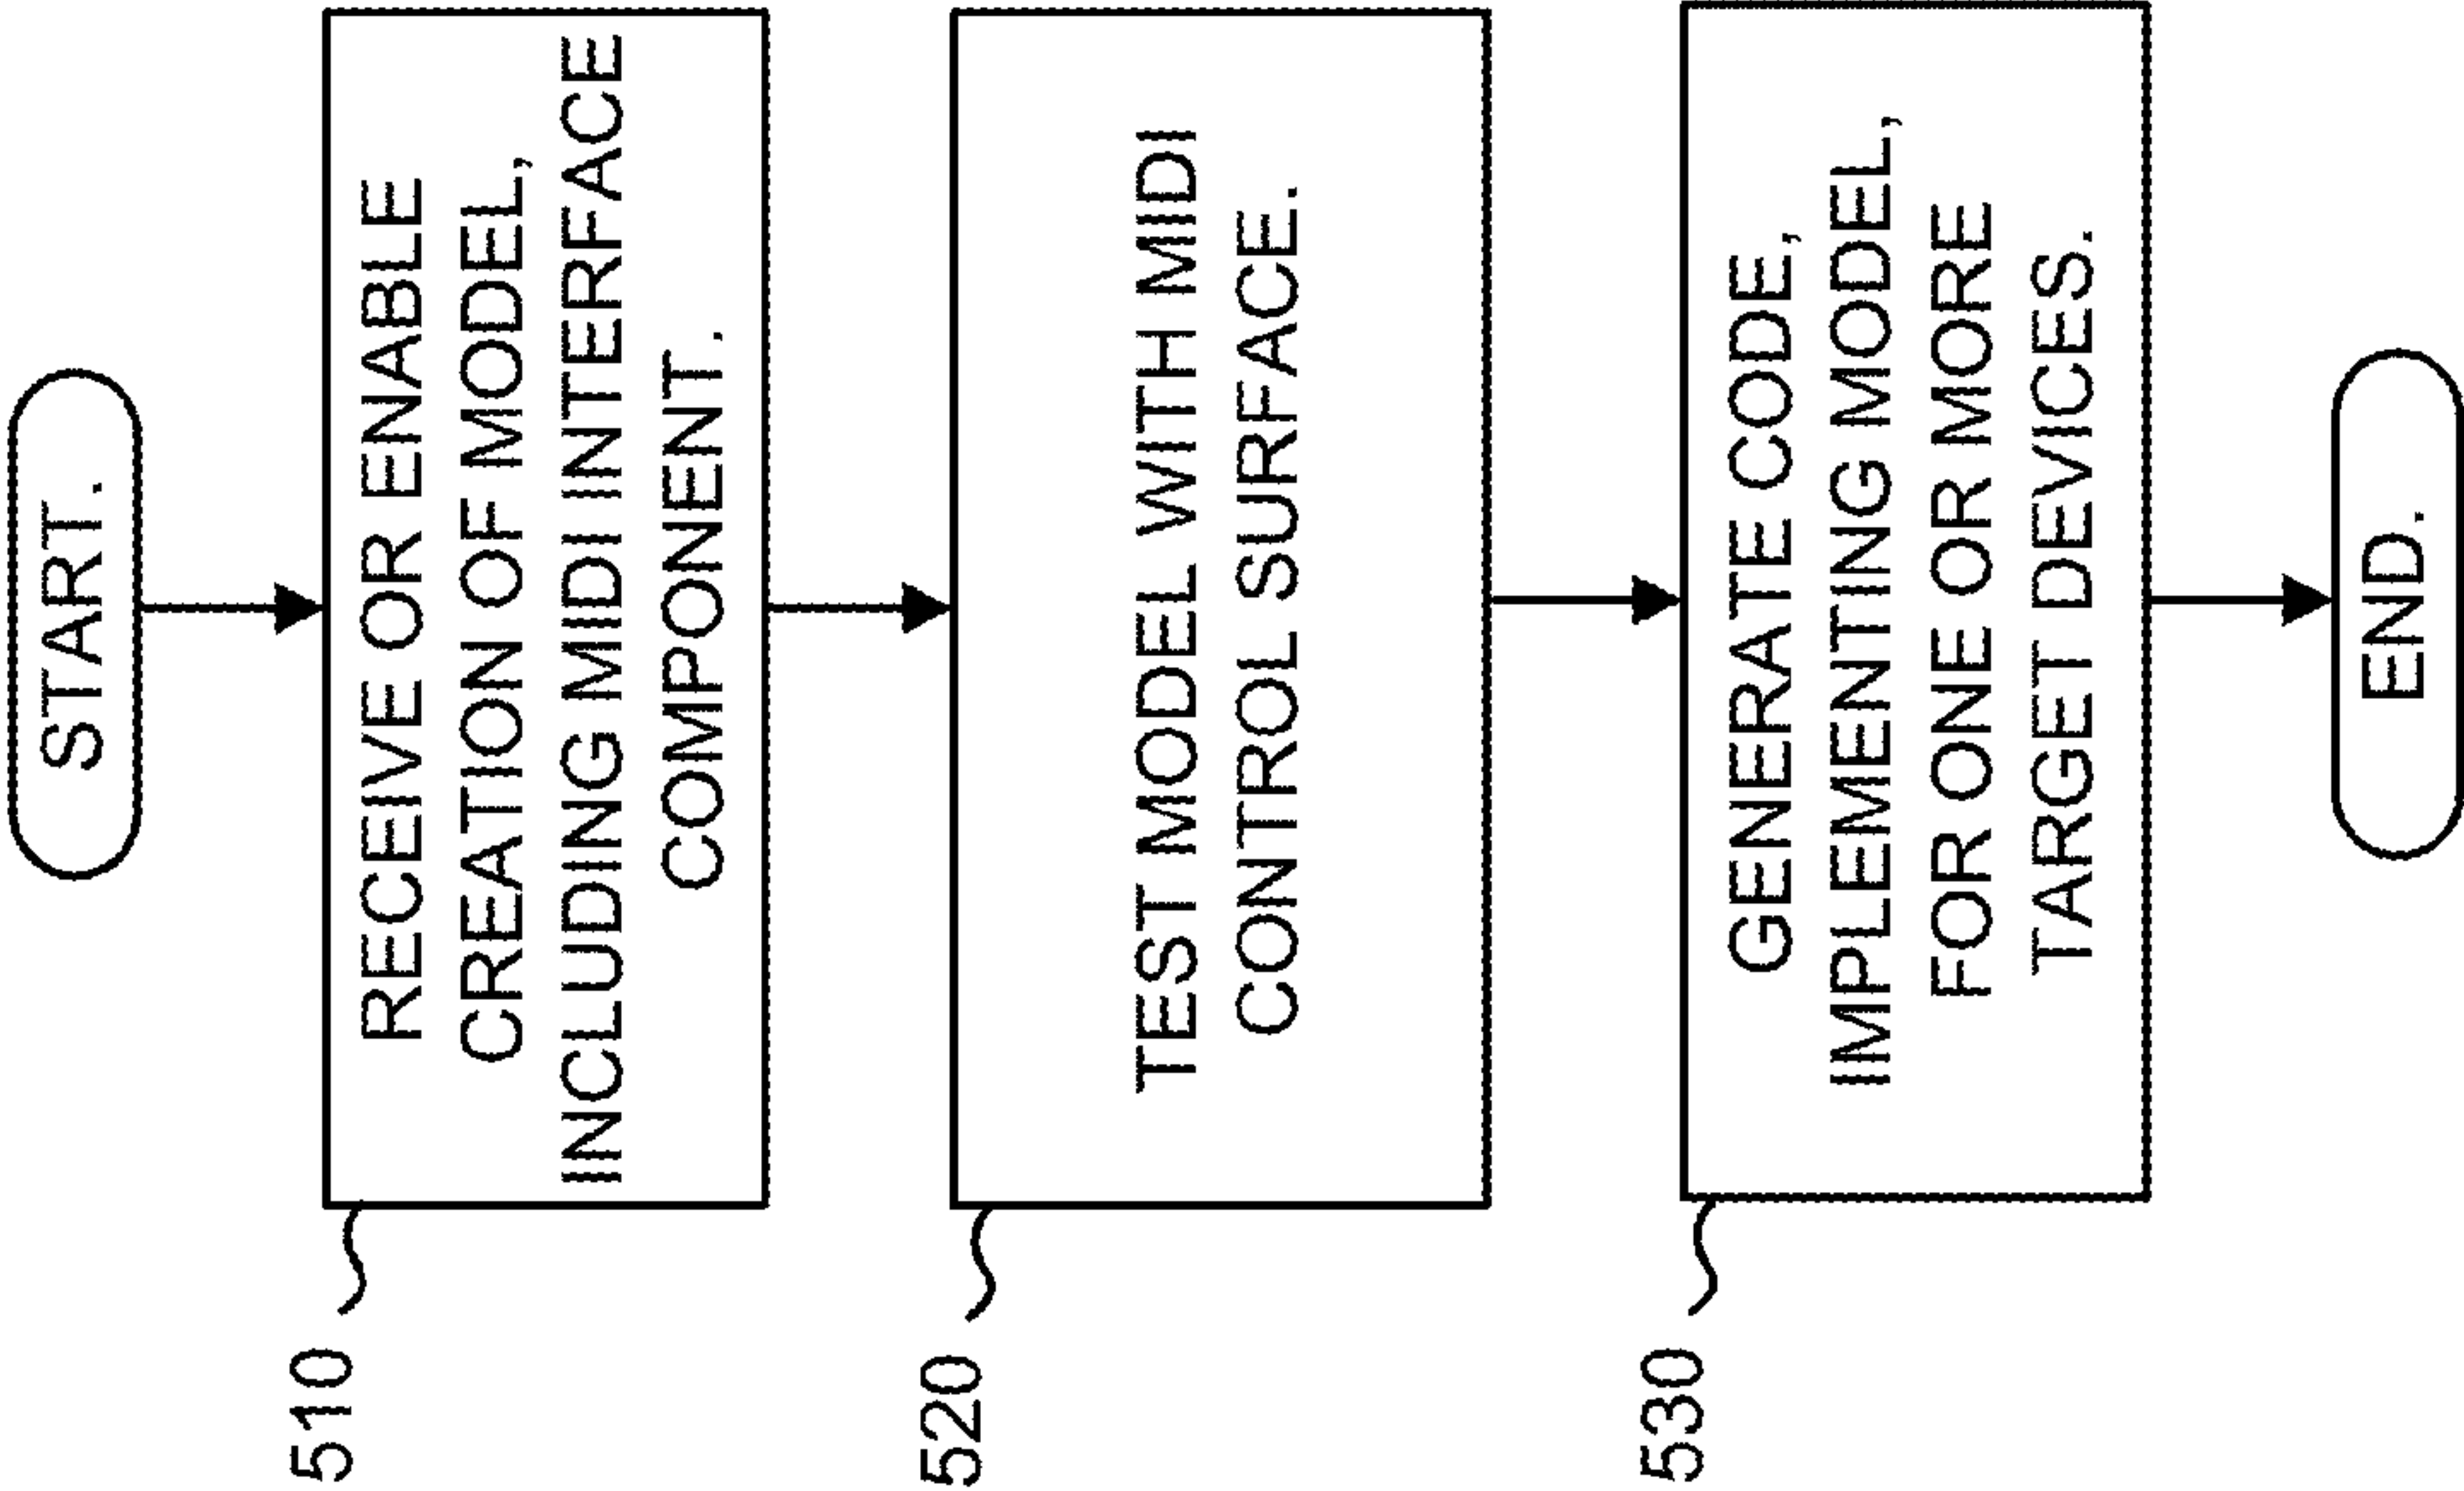 START.
510
RECEIVE OR ENABLE
CREATION OF MODEL,
INCLUDING MIDI INTERFACE
COMPONENT.
520
TEST MODEL WITH MIDI
CONTROL SURFACE.
530
GENERATE CODE,
IMPLEMENTING MODEL,
FOR ONE OR MORE
TARGET DEVICES.
END.